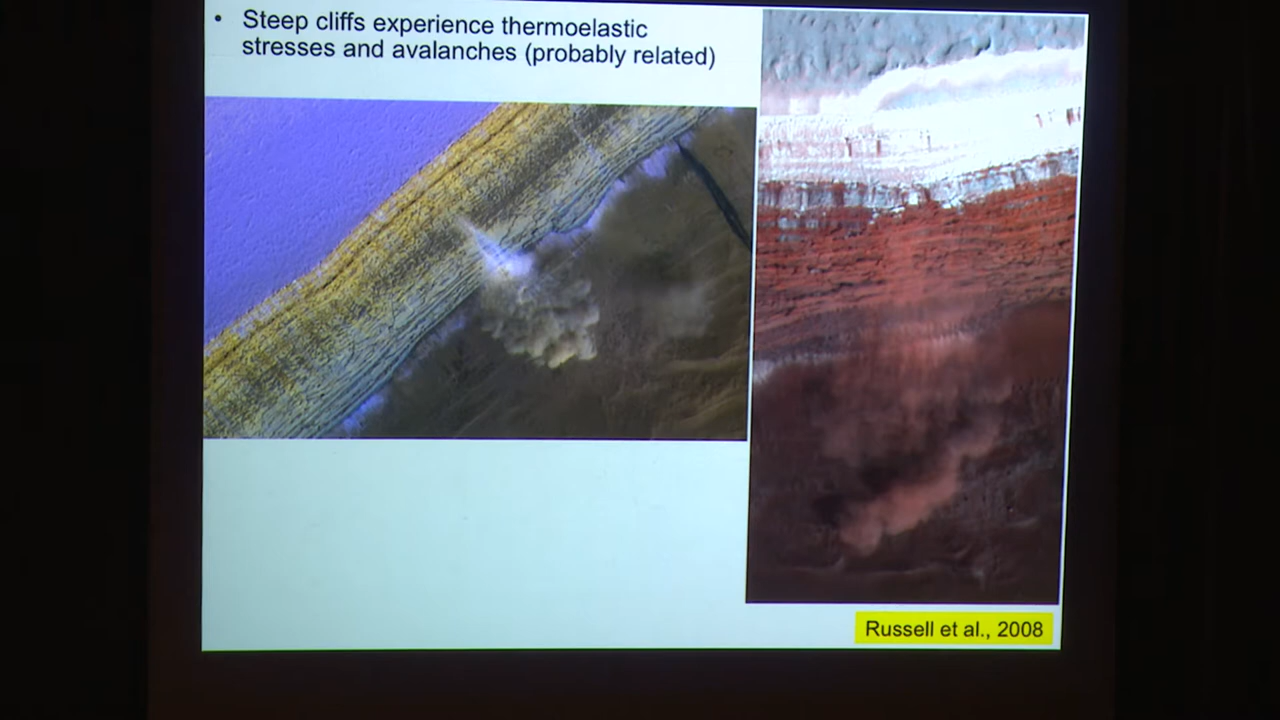 • Steep cliffs experience thermoelastic
stresses and avalanches (probably related)
Russell et al., 2008